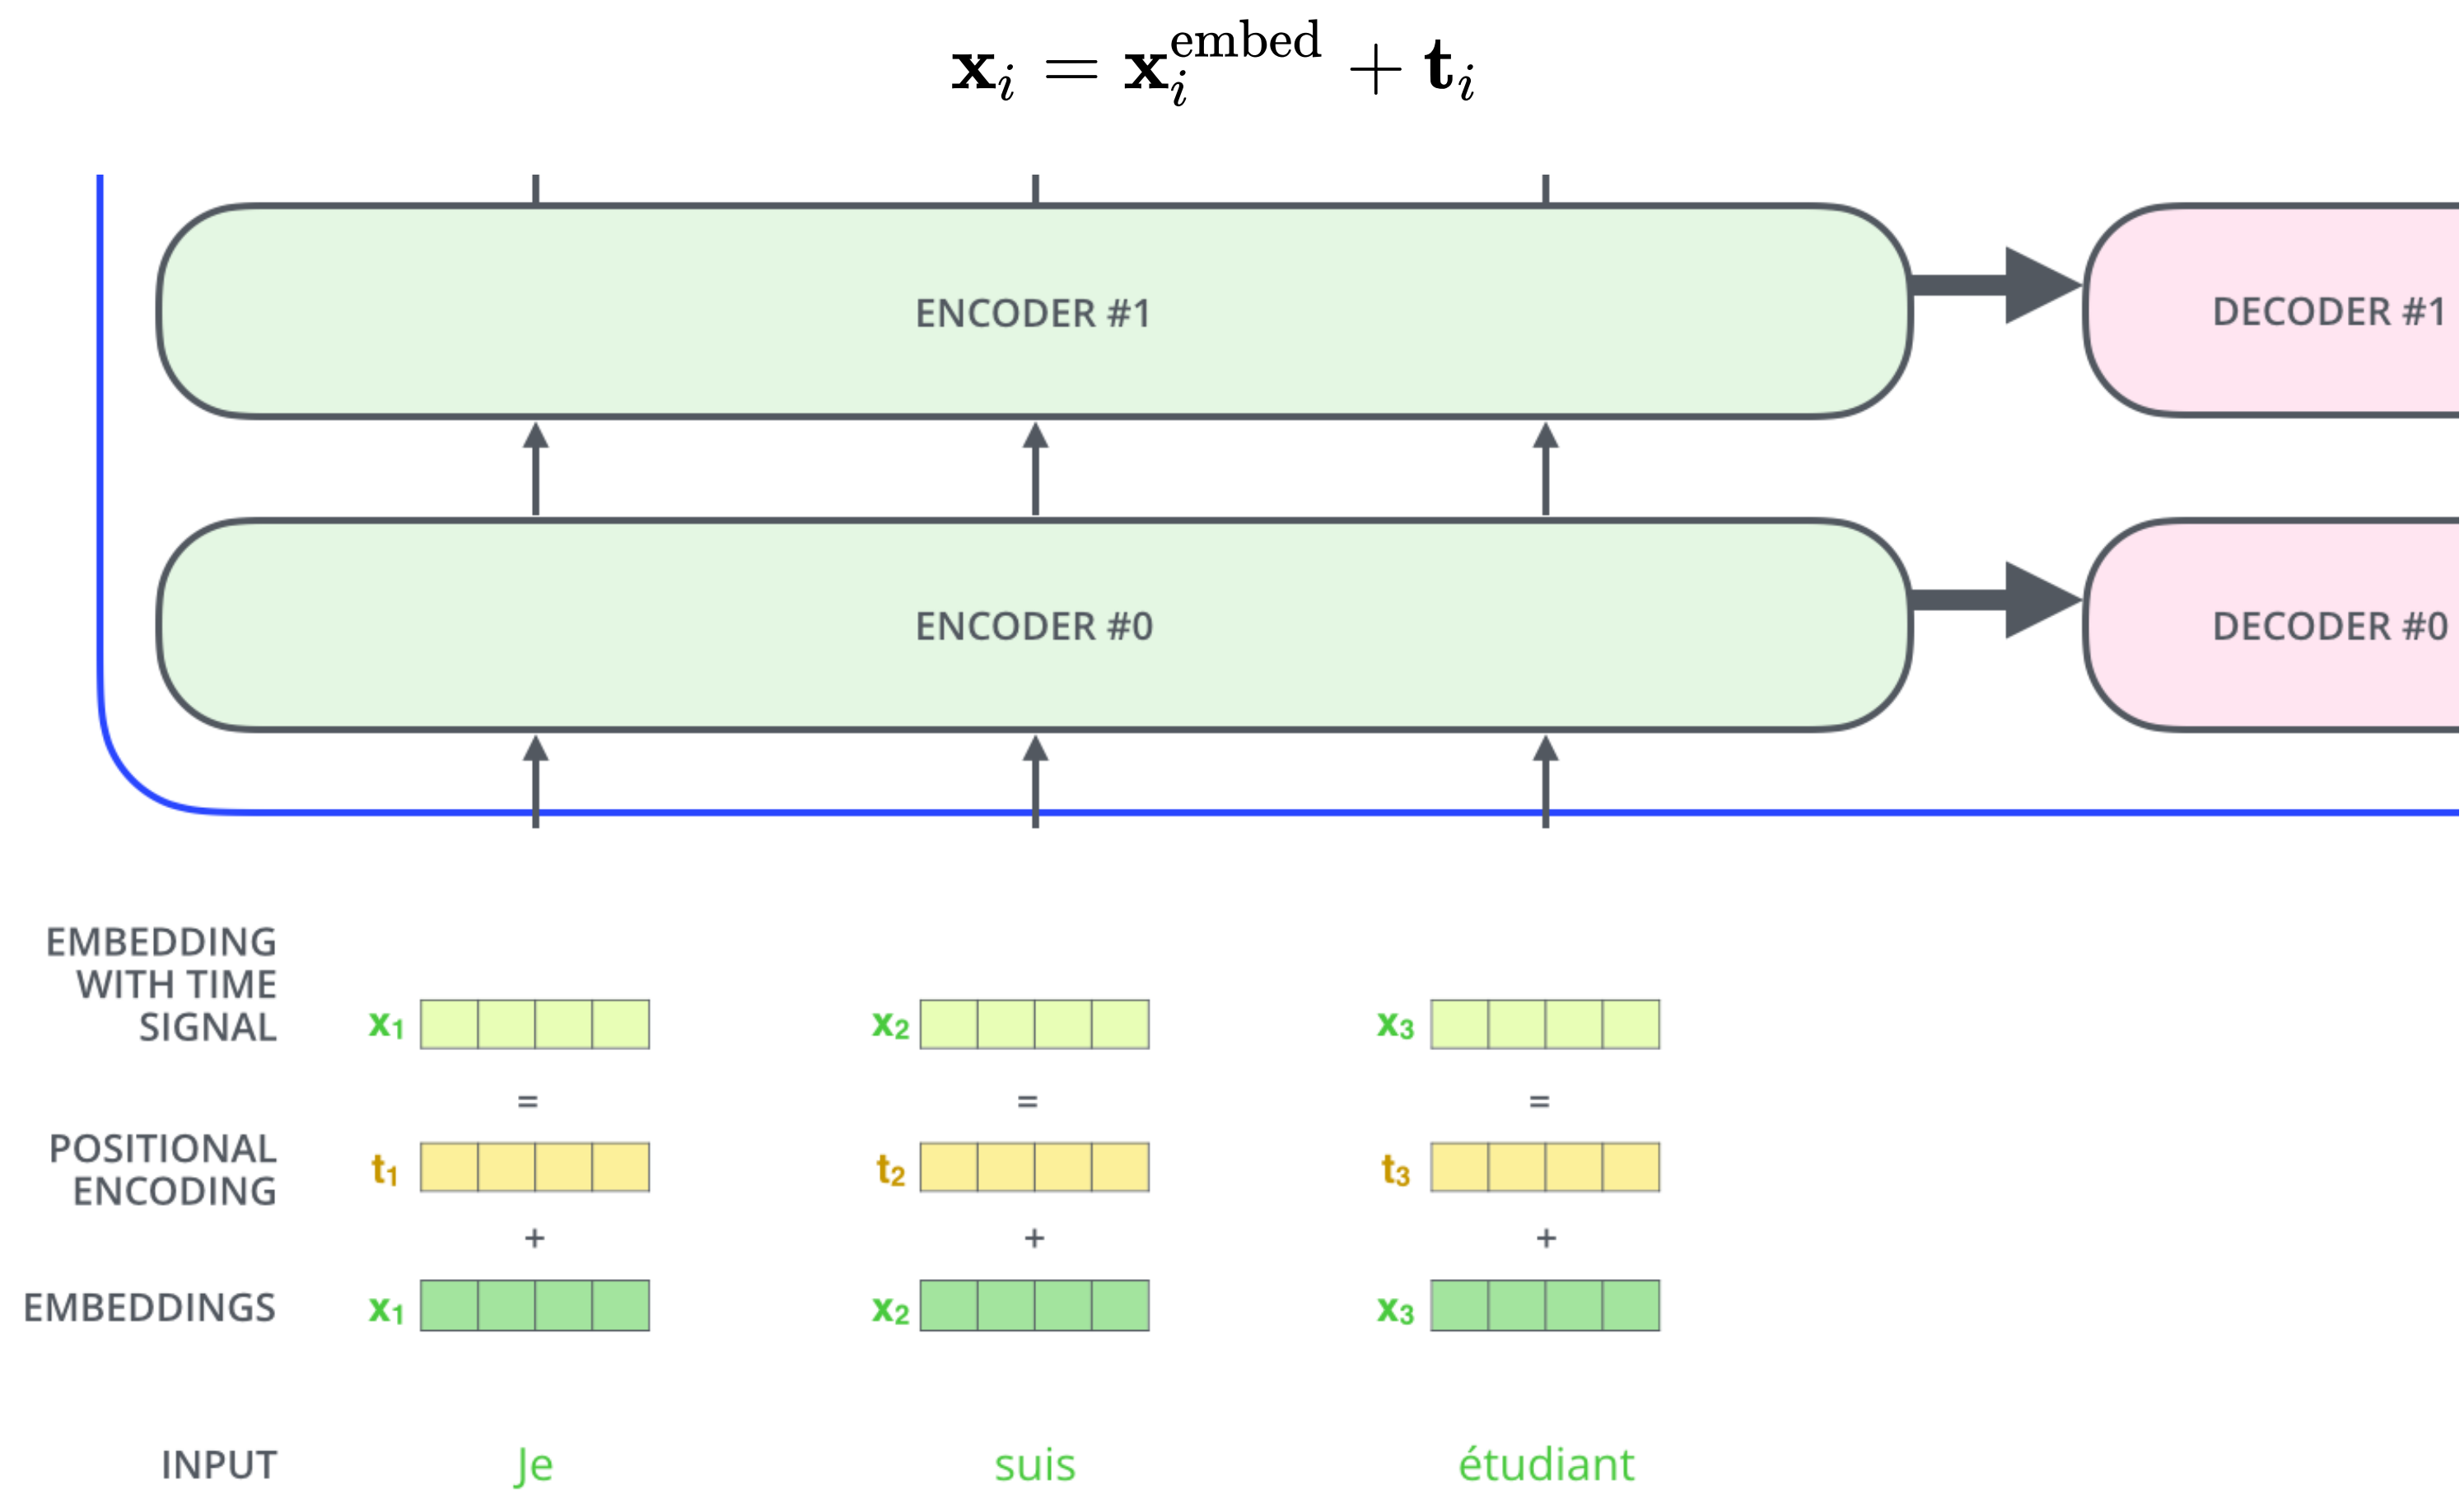 x_i = x_i^embed + t_i
ENCODER #1
DECODER #1
ENCODER #0
DECODER #0
EMBEDDING
WITH TIME
SIGNAL
x₁ x₂ x₃
= = =
POSITIONAL
ENCODING
t₁ t₂ t₃
+ + +
EMBEDDINGS x₁ x₂ x₃
INPUT Je suis étudiant